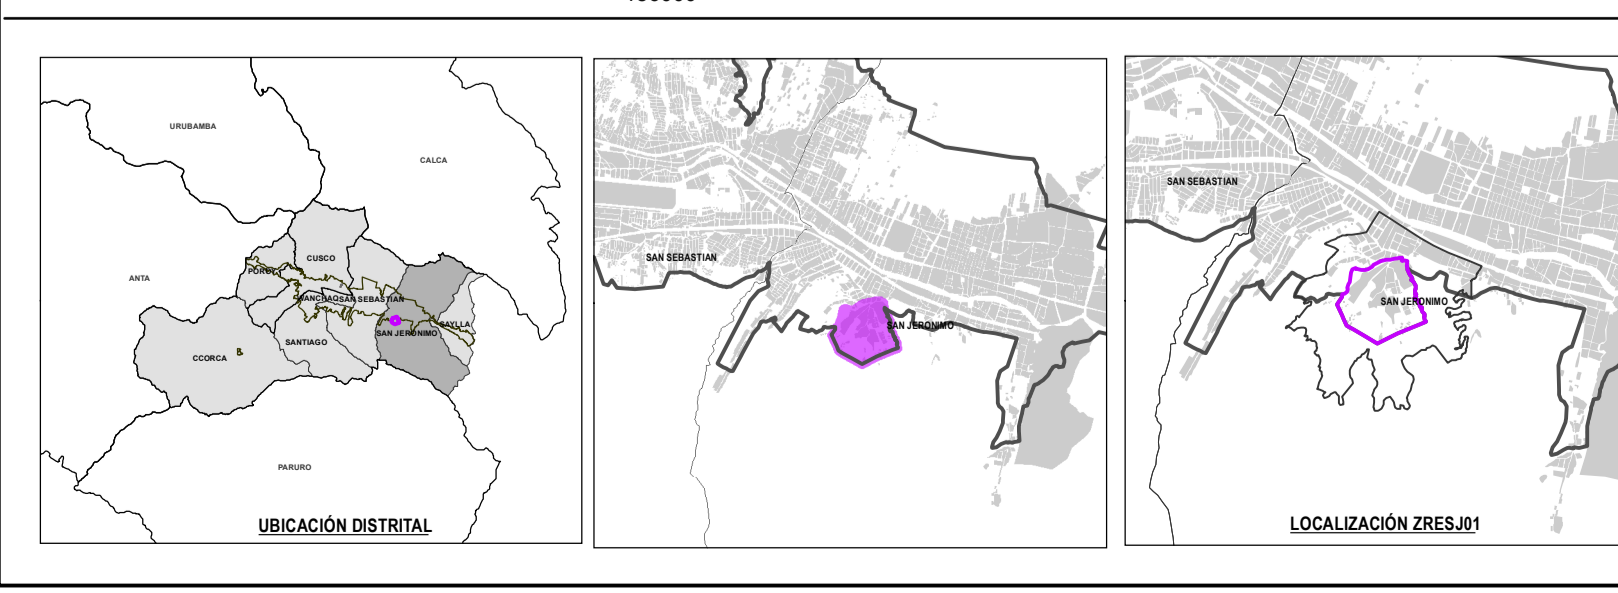 URUBAMBA
CALCA
ANTA
CUSCO
POROY
WANCHAQ
SAN SEBASTIAN
SAYLLA
SAN JERONIMO
SANTIAGO
CCORCA
PARURO
UBICACIÓN DISTRITAL
SAN SEBASTIAN
SAN JERONIMO
SAN SEBASTIAN
SAN JERONIMO
LOCALIZACIÓN ZRESJ01